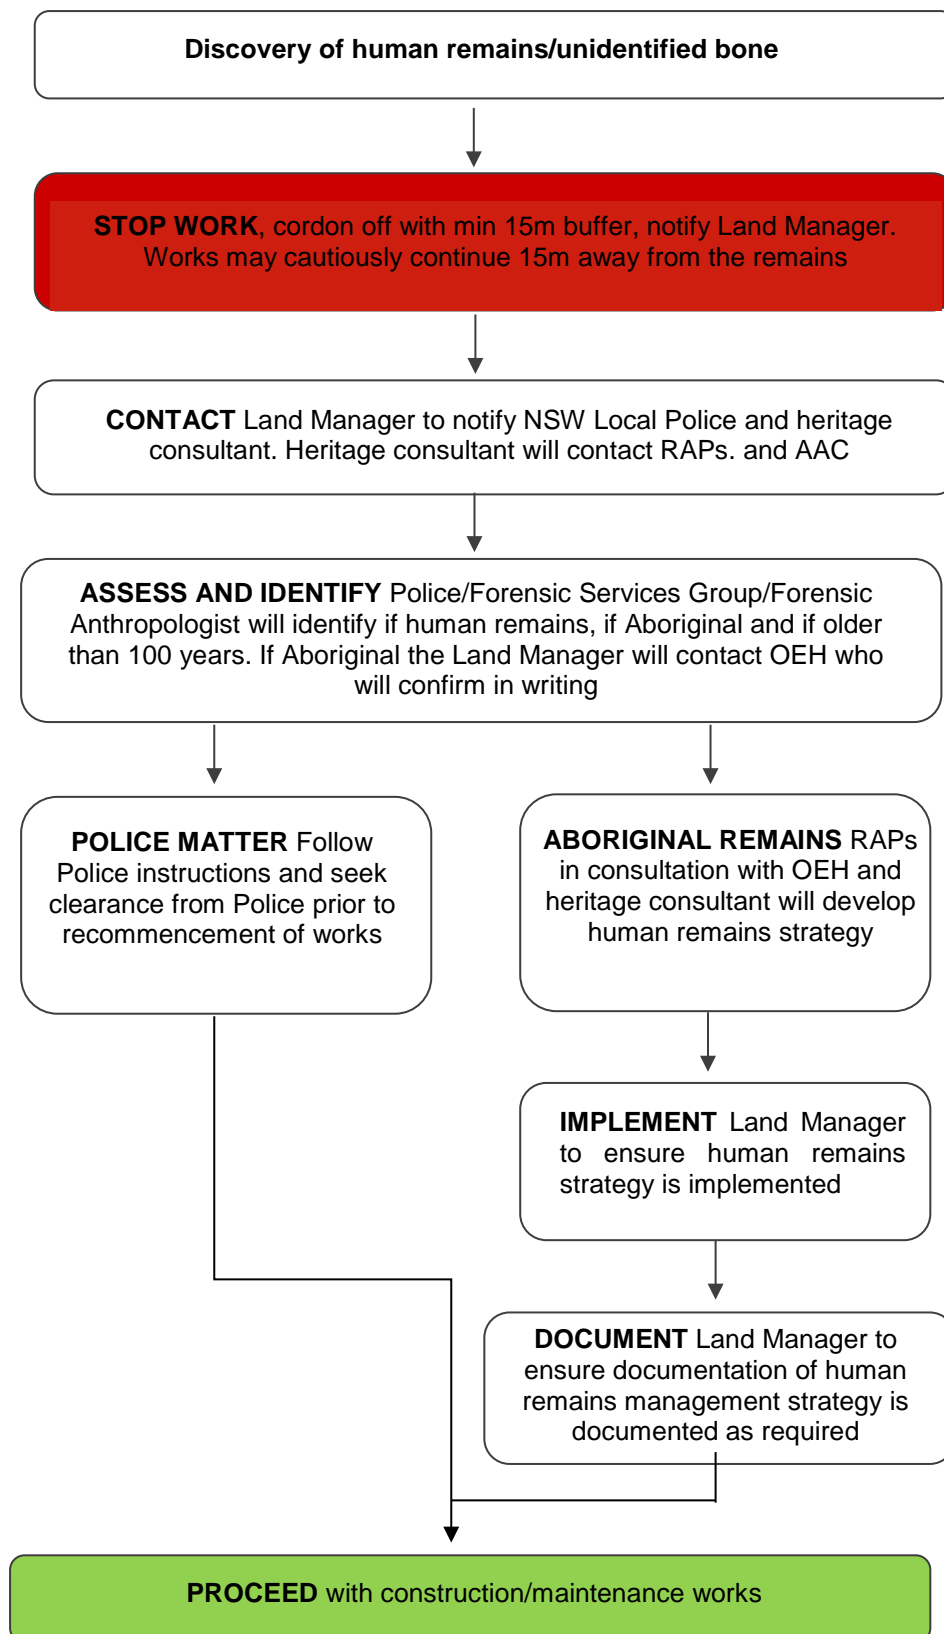 Discovery of human remains/unidentified bone
STOP WORK, cordon off with min 15m buffer, notify Land Manager.
Works may cautiously continue 15m away from the remains
CONTACT Land Manager to notify NSW Local Police and heritage
consultant. Heritage consultant will contact RAPs. and AAC
ASSESS AND IDENTIFY Police/Forensic Services Group/Forensic
Anthropologist will identify if human remains, if Aboriginal and if older
than 100 years. If Aboriginal the Land Manager will contact OEH who
will confirm in writing
POLICE MATTER Follow
Police instructions and seek
clearance from Police prior to
recommencement of works
ABORIGINAL REMAINS RAPs
in consultation with OEH and
heritage consultant will develop
human remains strategy
IMPLEMENT Land Manager
to ensure human remains
strategy is implemented
DOCUMENT Land Manager to
ensure documentation of human
remains management strategy is
documented as required
PROCEED with construction/maintenance works